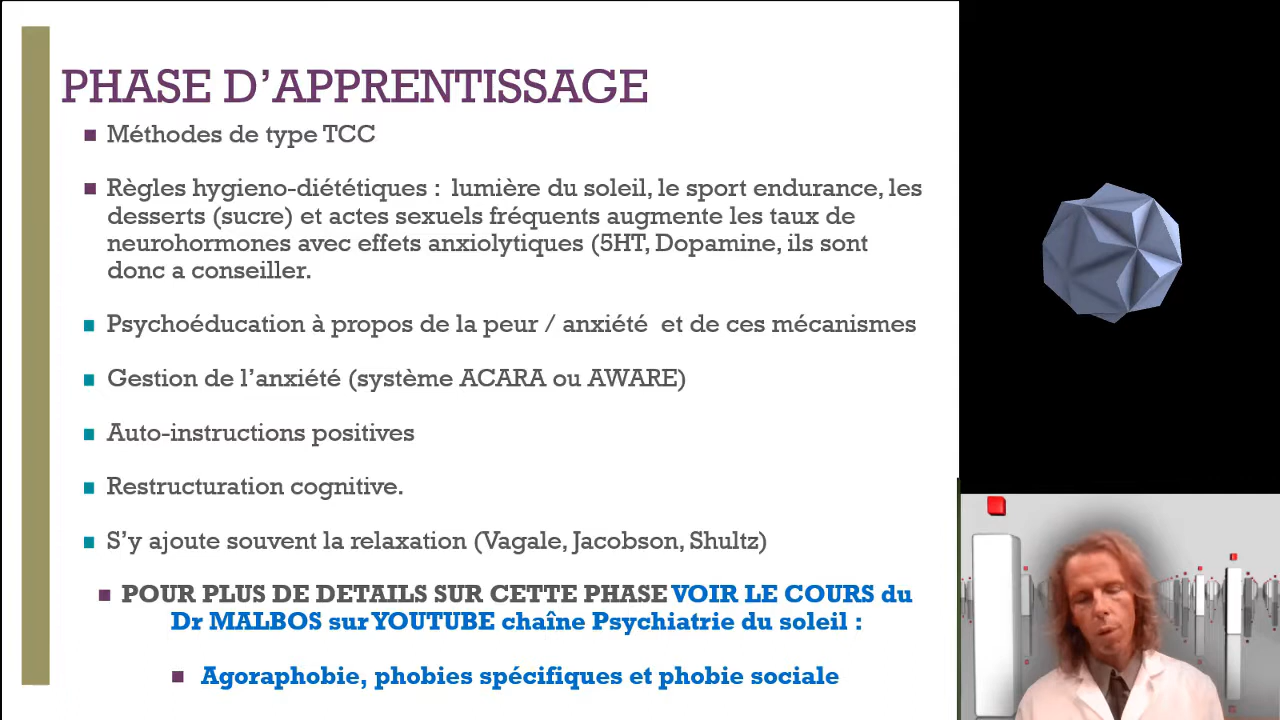 PHASE D’APPRENTISSAGE
Méthodes de type TCC
Règles hygieno-diététiques : lumière du soleil, le sport endurance, les
desserts (sucre) et actes sexuels fréquents augmente les taux de
neurohormones avec effets anxiolytiques (5HT, Dopamine, ils sont
donc a conseiller.
Psychoéducation à propos de la peur / anxiété et de ces mécanismes
Gestion de l’anxiété (système ACARA ou AWARE)
Auto-instructions positives
Restructuration cognitive.
S’y ajoute souvent la relaxation (Vagale, Jacobson, Shultz)
POUR PLUS DE DETAILS SUR CETTE PHASE VOIR LE COURS du
Dr MALBOS sur YOUTUBE chaîne Psychiatrie du soleil :
Agoraphobie, phobies spécifiques et phobie sociale